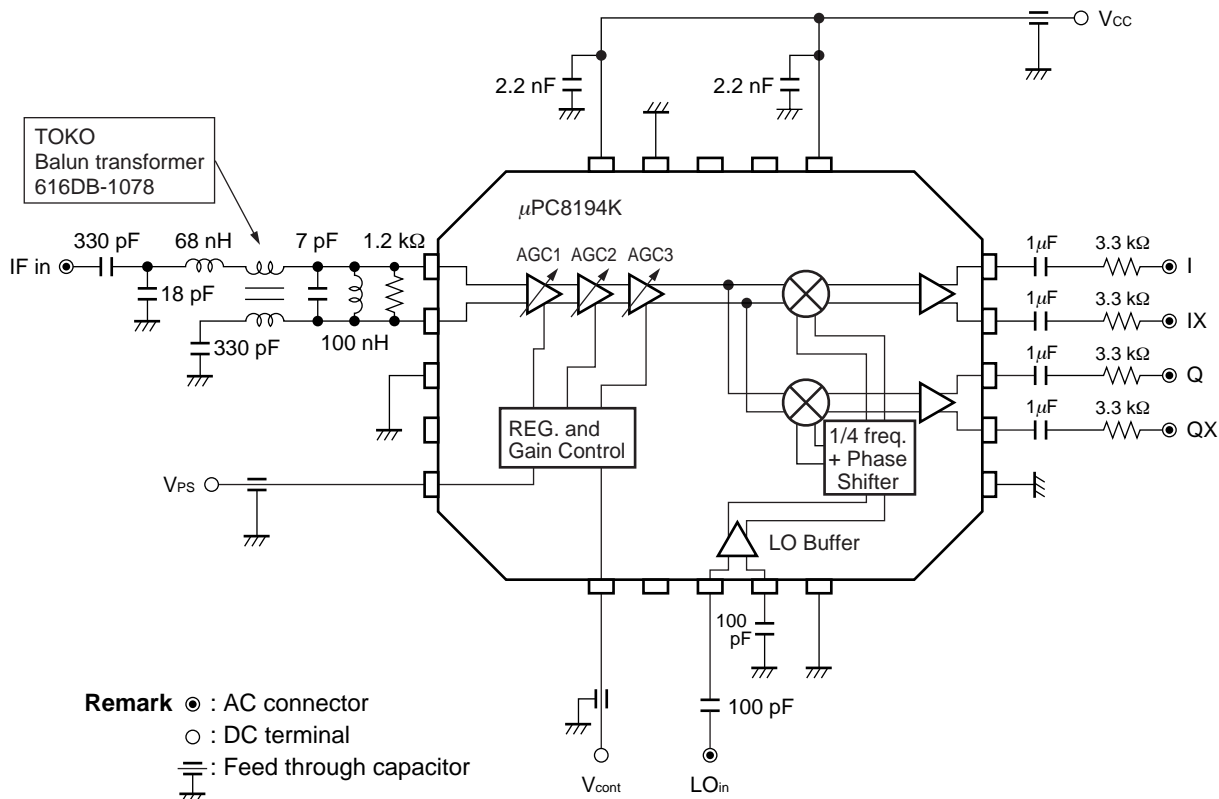 VCC
2.2 nF
2.2 nF
TOKO
Balun transformer
616DB-1078
μPC8194K
330 pF
68 nH
7 pF
1.2 kΩ
AGC1
AGC2
AGC3
1μF
3.3 kΩ
I
IF in
18 pF
1μF
3.3 kΩ
IX
330 pF
100 nH
1μF
3.3 kΩ
Q
REG. and
Gain Control
1/4 freq.
+ Phase
Shifter
1μF
3.3 kΩ
QX
VPS
LO Buffer
100
pF
100 pF
Remark : AC connector
: DC terminal
: Feed through capacitor
Vcont
LOin